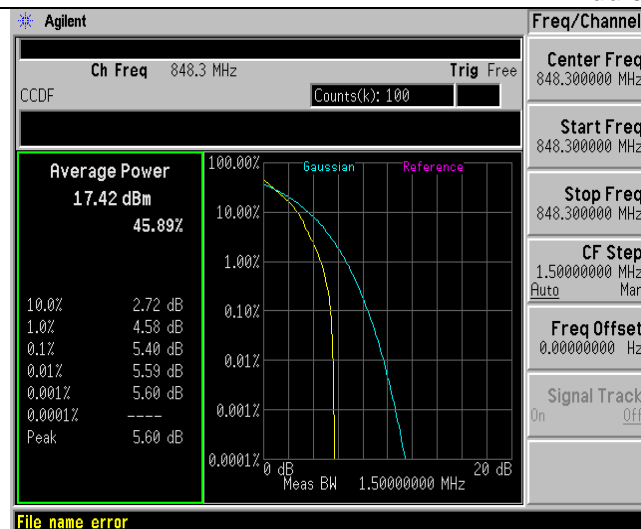 Agilent
Freq/Channel
Ch Freq 848.3 MHz Trig Free
CCDF Counts(k): 100
Average Power
17.42 dBm
45.89%
10.0% 2.72 dB
1.0% 4.58 dB
0.1% 5.40 dB
0.01% 5.59 dB
0.001% 5.60 dB
0.0001% ----
Peak 5.60 dB
100.00%
Gaussian Reference
10.00%
1.00%
0.10%
0.01%
0.001%
0.0001%
0 dB 20 dB
Meas BW 1.50000000 MHz
Center Freq
848.300000 MHz
Start Freq
848.300000 MHz
Stop Freq
848.300000 MHz
CF Step
1.50000000 MHz
Auto Man
Freq Offset
0.00000000 Hz
Signal Track
On Off
File name error